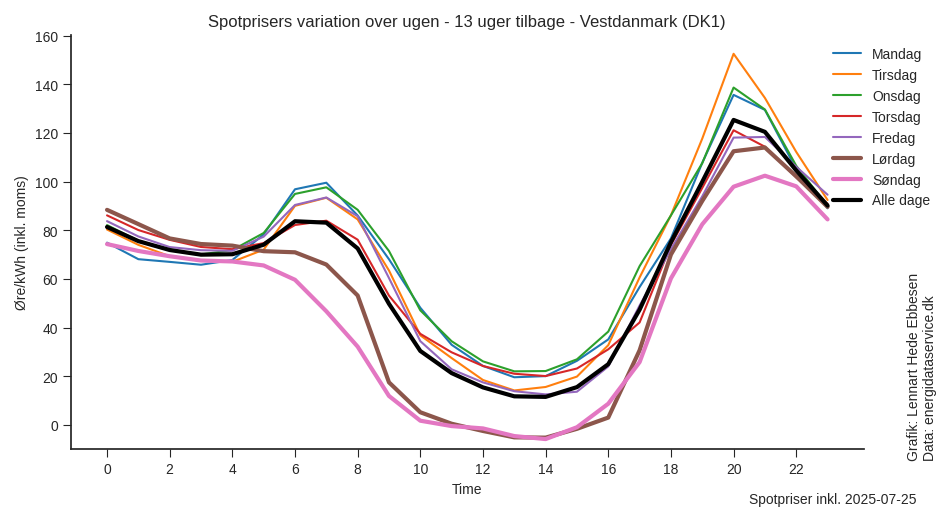 Spotprisers variation over ugen - 13 uger tilbage - Vestdanmark (DK1)
Øre/kWh (inkl. moms)
160
140
120
100
80
60
40
20
0
0 2 4 6 8 10 12 14 16 18 20 22
Time
Mandag
Tirsdag
Onsdag
Torsdag
Fredag
Lørdag
Søndag
Alle dage
Grafik: Lennart Hede Ebbesen
Data: energidataservice.dk
Spotpriser inkl. 2025-07-25